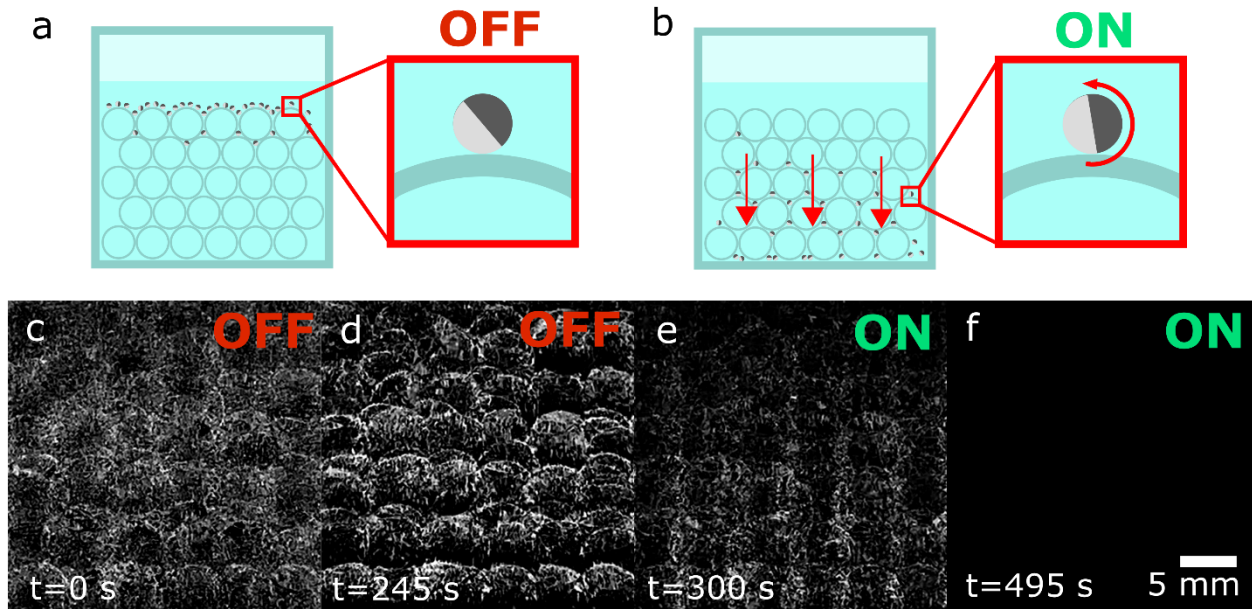 a
OFF
b
ON
c
OFF
d
OFF
e
ON
f
ON
t=0 s
t=245 s
t=300 s
t=495 s
5 mm